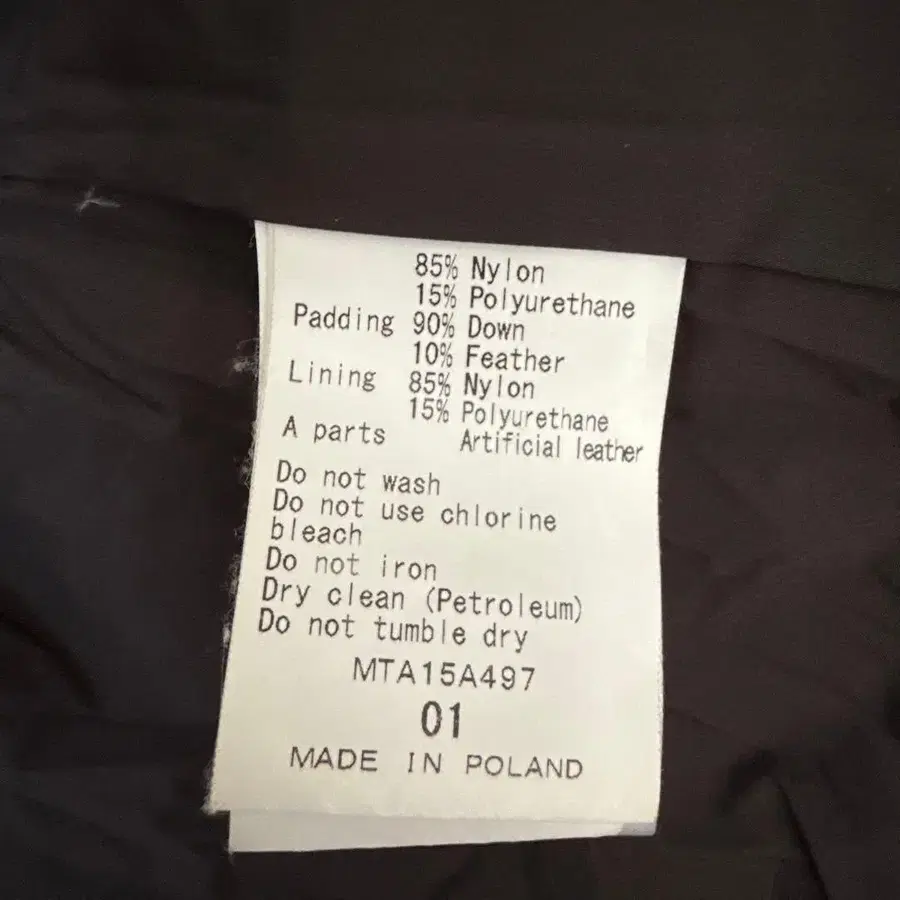 85% Nylon
15% Polyurethane
Padding 90% Down
10% Feather
Lining 85% Nylon
15% Polyurethane
A parts Artificial leather
Do not wash
Do not use chlorine
bleach
Do not iron
Dry clean (Petroleum)
Do not tumble dry
MTA15A497
01
MADE IN POLAND